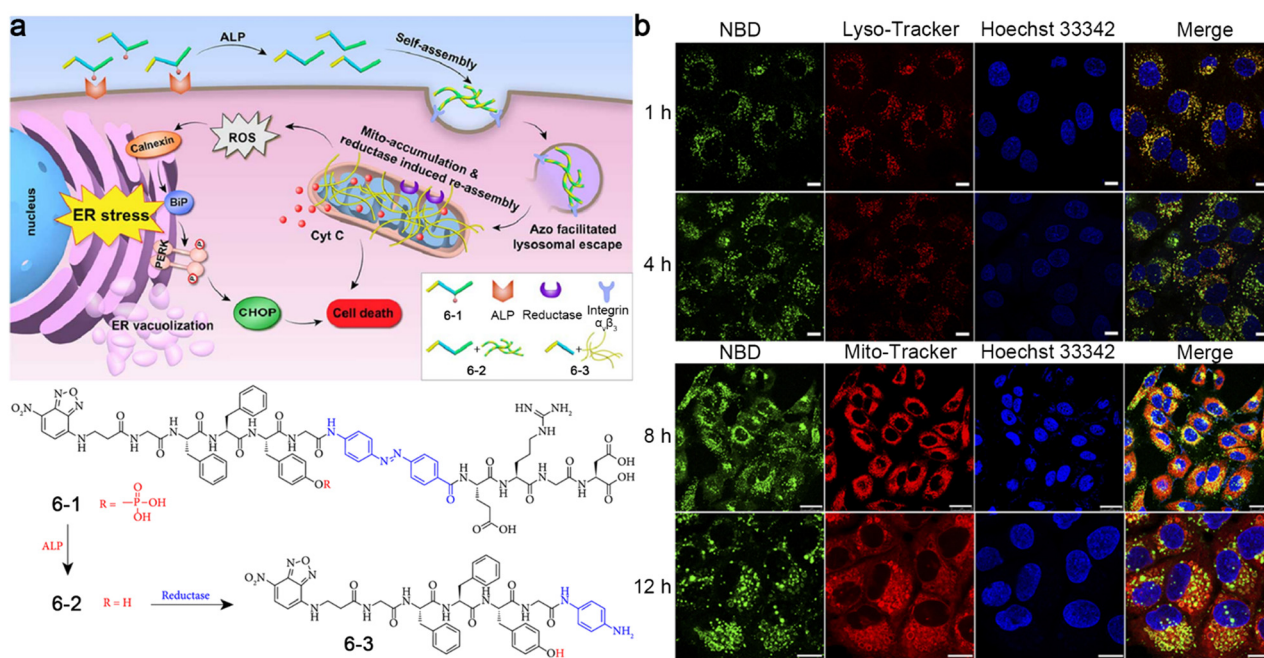 a
ALP
Self-assembly
Calnexin
ROS
Mito-accumulation &
reductase induced re-assembly
nucleus
ER stress
BiP
PERK
P
P
Cyt C
Azo facilitated
lysosomal escape
CHOP
Cell death
ER vacuolization
6-1
ALP
Reductase
Integrin
αvβ3
6-2
+
6-3
+
O₂N
N
O
N
N
H
O
H
N
O
N
H
O
H
N
O
N
H
O
H
N
O
H
N
N=N
OR
O
H
N
O
OH
O
N
H
HN
NH
NH₂
O
H
N
O
N
H
O
OH
O
OH
6-1
R =
O
P
OH
OH
ALP
6-2
R = H
Reductase
O₂N
N
O
N
N
H
O
H
N
O
N
H
O
H
N
O
N
H
O
H
N
O
H
N
NH₂
OH
6-3
b
NBD Lyso-Tracker Hoechst 33342 Merge
1 h
4 h
NBD Mito-Tracker Hoechst 33342 Merge
8 h
12 h